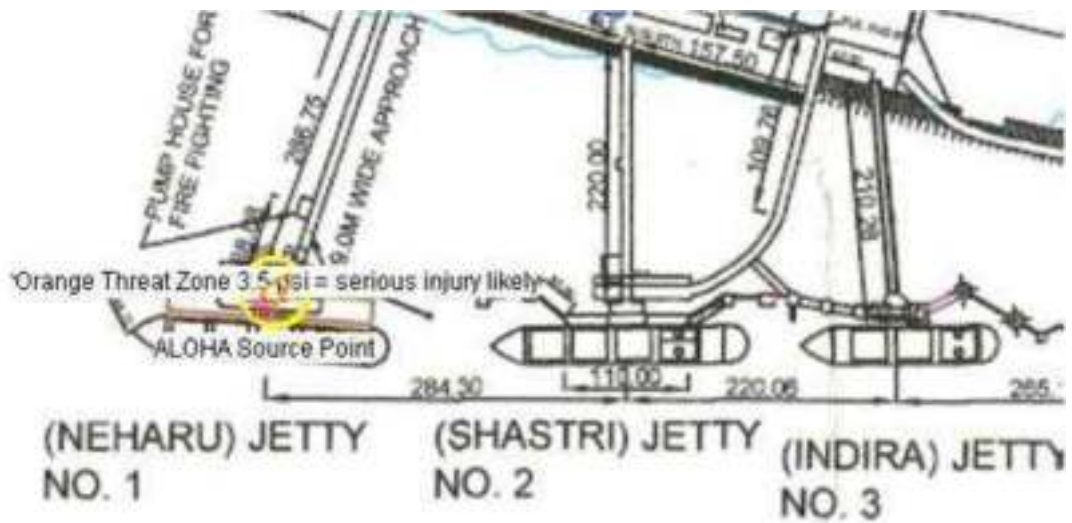 PUMP HOUSE FOR
FIRE FIGHTING
286.75
9.0M WIDE APPROACH
157.50
220.00
109.76
210.28
Orange Threat Zone 3.5 psi = serious injury likely
ALOHA Source Point
284.30
110.00
220.06
265.
(NEHARU) JETTY
NO. 1
(SHASTRI) JETTY
NO. 2
(INDIRA) JETTY
NO. 3